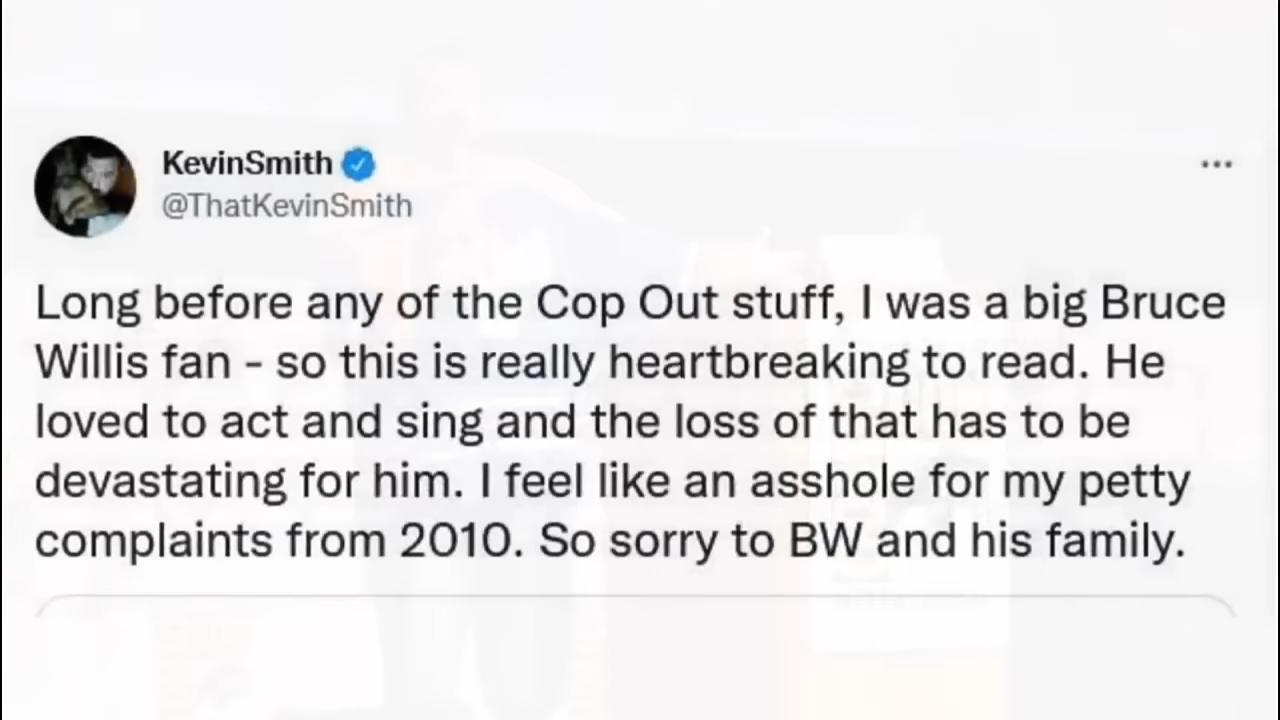 KevinSmith
@ThatKevinSmith
Long before any of the Cop Out stuff, I was a big Bruce
Willis fan - so this is really heartbreaking to read. He
loved to act and sing and the loss of that has to be
devastating for him. I feel like an asshole for my petty
complaints from 2010. So sorry to BW and his family.